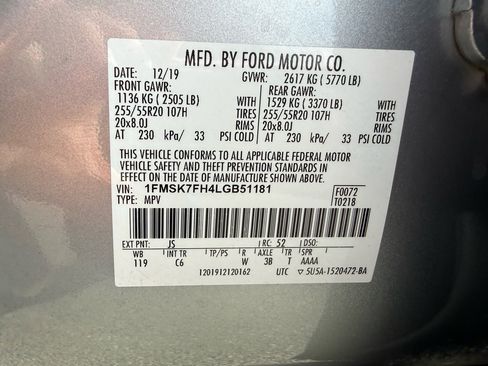 MFD. BY FORD MOTOR CO.
DATE: 12/19 GVWR: 2617 KG ( 5770 LB)
FRONT GAWR: REAR GAWR:
1136 KG ( 2505 LB) 1529 KG ( 3370 LB)
255/55R20 107H 255/55R20 107H
20x8.0J RIMS 20x8.0J RIMS
AT 230 kPa/ 33 PSI COLD AT 230 kPa/ 33 PSI COLD
THIS VEHICLE CONFORMS TO ALL APPLICABLE FEDERAL MOTOR
VEHICLE SAFETY AND THEFT PREVENTION STANDARDS IN
EFFECT ON THE DATE OF MANUFACTURE SHOWN ABOVE.
VIN: 1FMSK7FH4LGB51181 F0072
TYPE: MPV T0218
EXT PNT: JS RC: 52 DSO:
WB INT TR TP/PS R AXLE TR SPR
119 C6 W 3B T AAAA
1201912120162 UTC ▽ 5U5A-1520472-BA